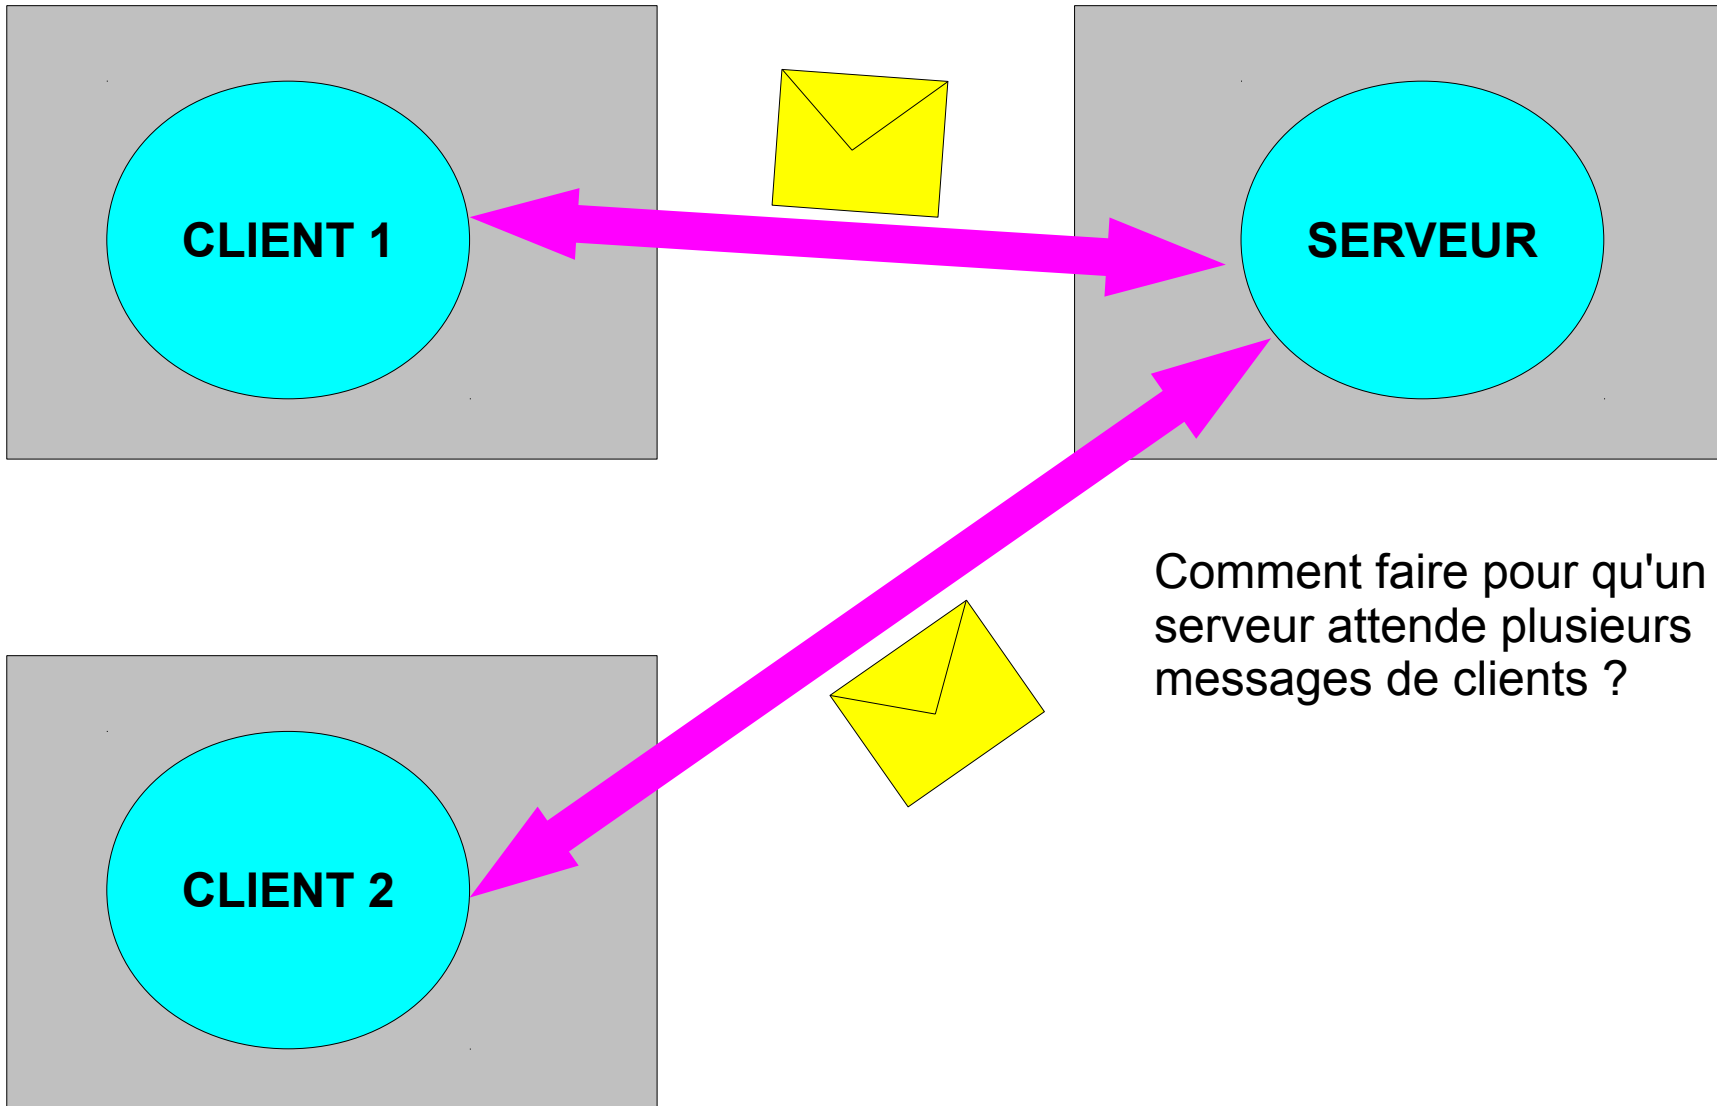 CLIENT 1
SERVEUR
Comment faire pour qu'un
serveur attende plusieurs
messages de clients ?
CLIENT 2